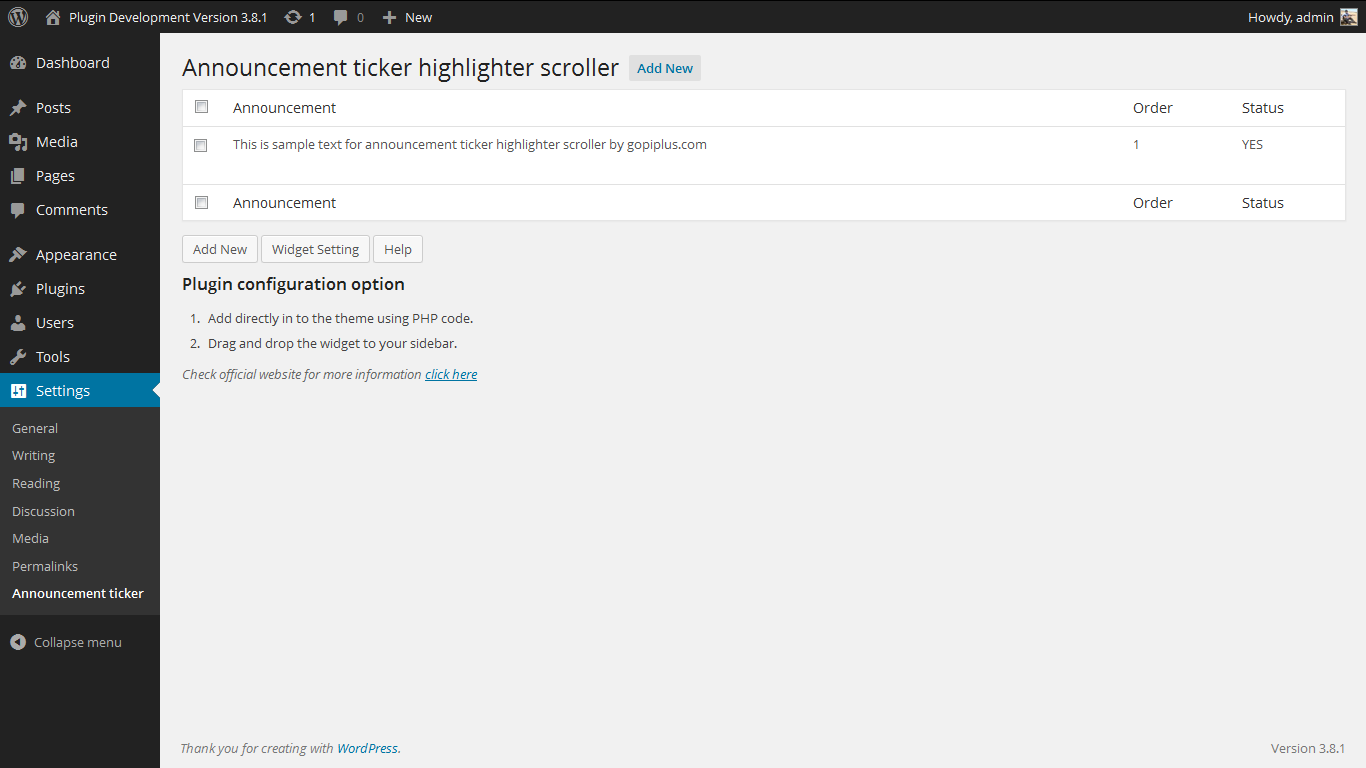 Plugin Development Version 3.8.1 1 0 New Howdy, admin
Dashboard
Posts
Media
Pages
Comments
Appearance
Plugins
Users
Tools
Settings
General
Writing
Reading
Discussion
Media
Permalinks
Announcement ticker
Collapse menu
Announcement ticker highlighter scroller Add New
Announcement Order Status
This is sample text for announcement ticker highlighter scroller by gopiplus.com 1 YES
Announcement Order Status
Add New Widget Setting Help
Plugin configuration option
1. Add directly in to the theme using PHP code.
2. Drag and drop the widget to your sidebar.
Check official website for more information click here
Thank you for creating with WordPress. Version 3.8.1